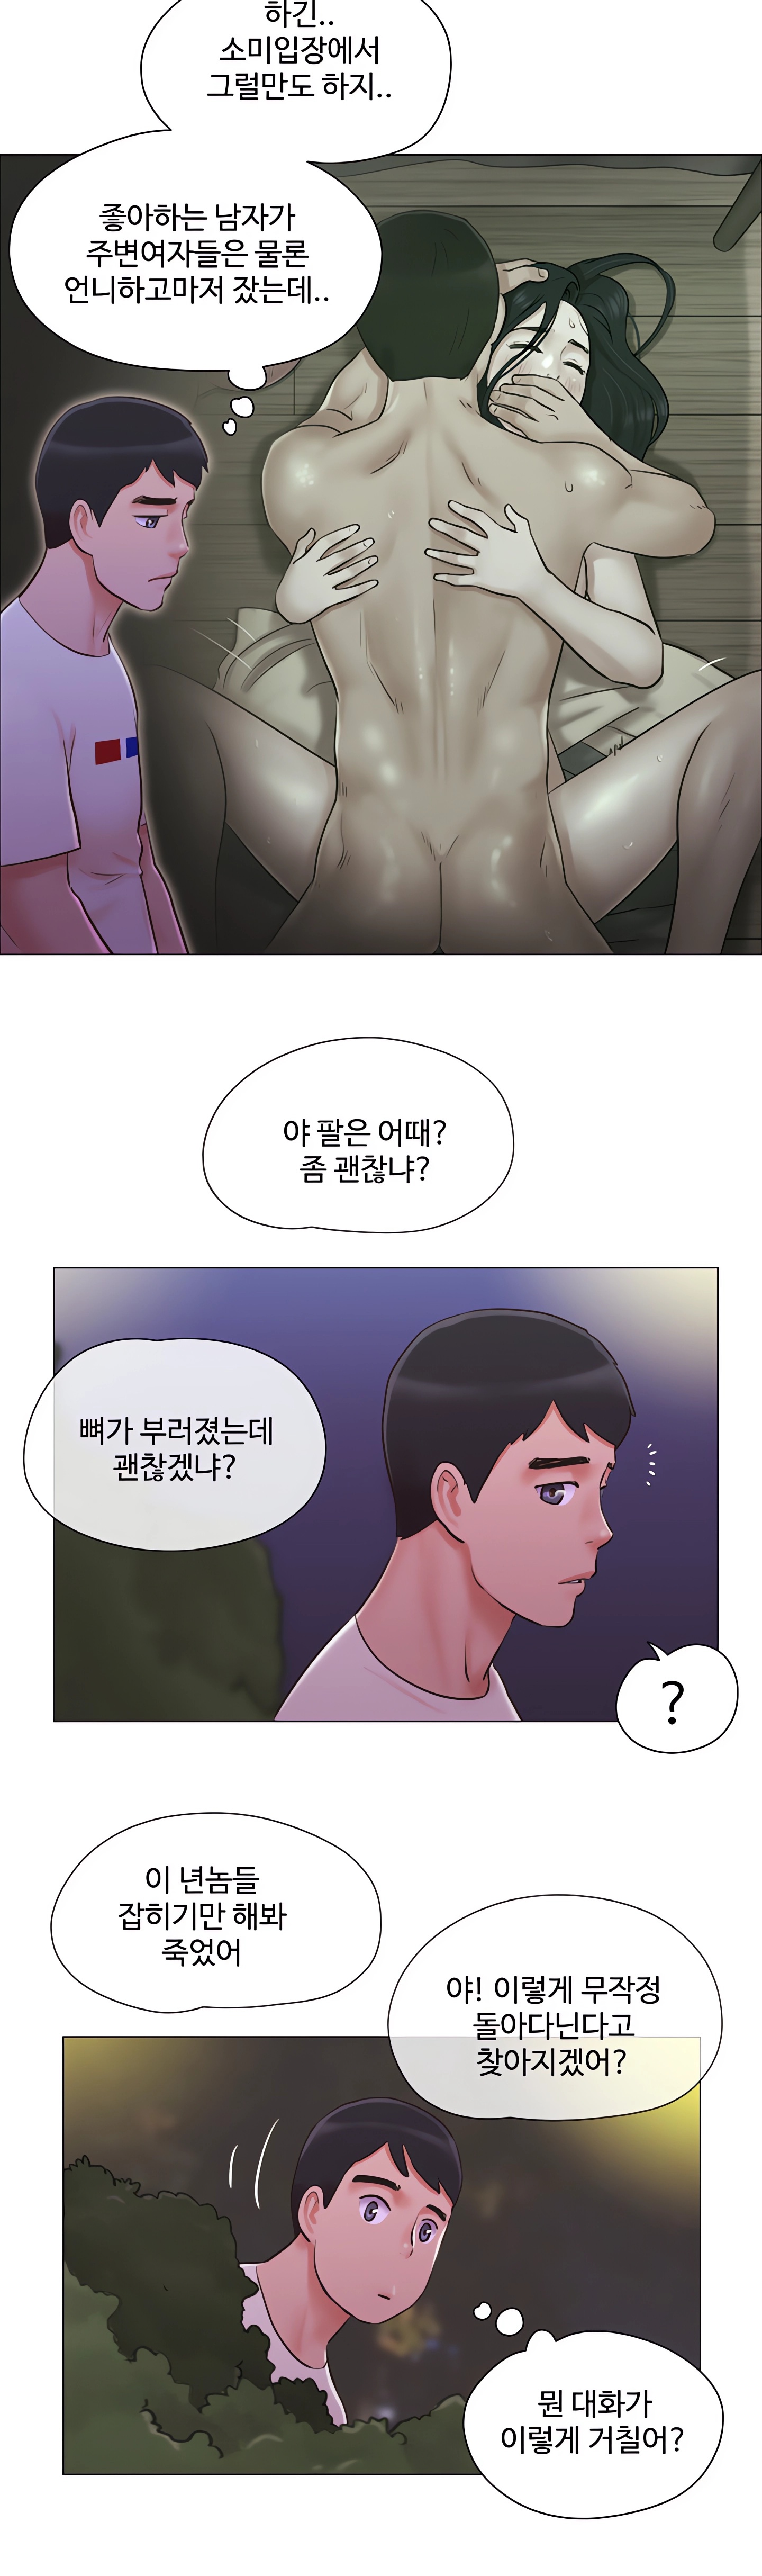 하긴..
소미입장에서
그럴만도 하지..
좋아하는 남자가
주변여자들은 물론
언니하고마저 잤는데..
야 팔은 어때?
좀 괜찮냐?
뼈가 부러졌는데
괜찮겠냐?
?
이 년놈들
잡히기만 해봐
죽었어
야! 이렇게 무작정
돌아다닌다고
찾아지겠어?
뭔 대화가
이렇게 거칠어?